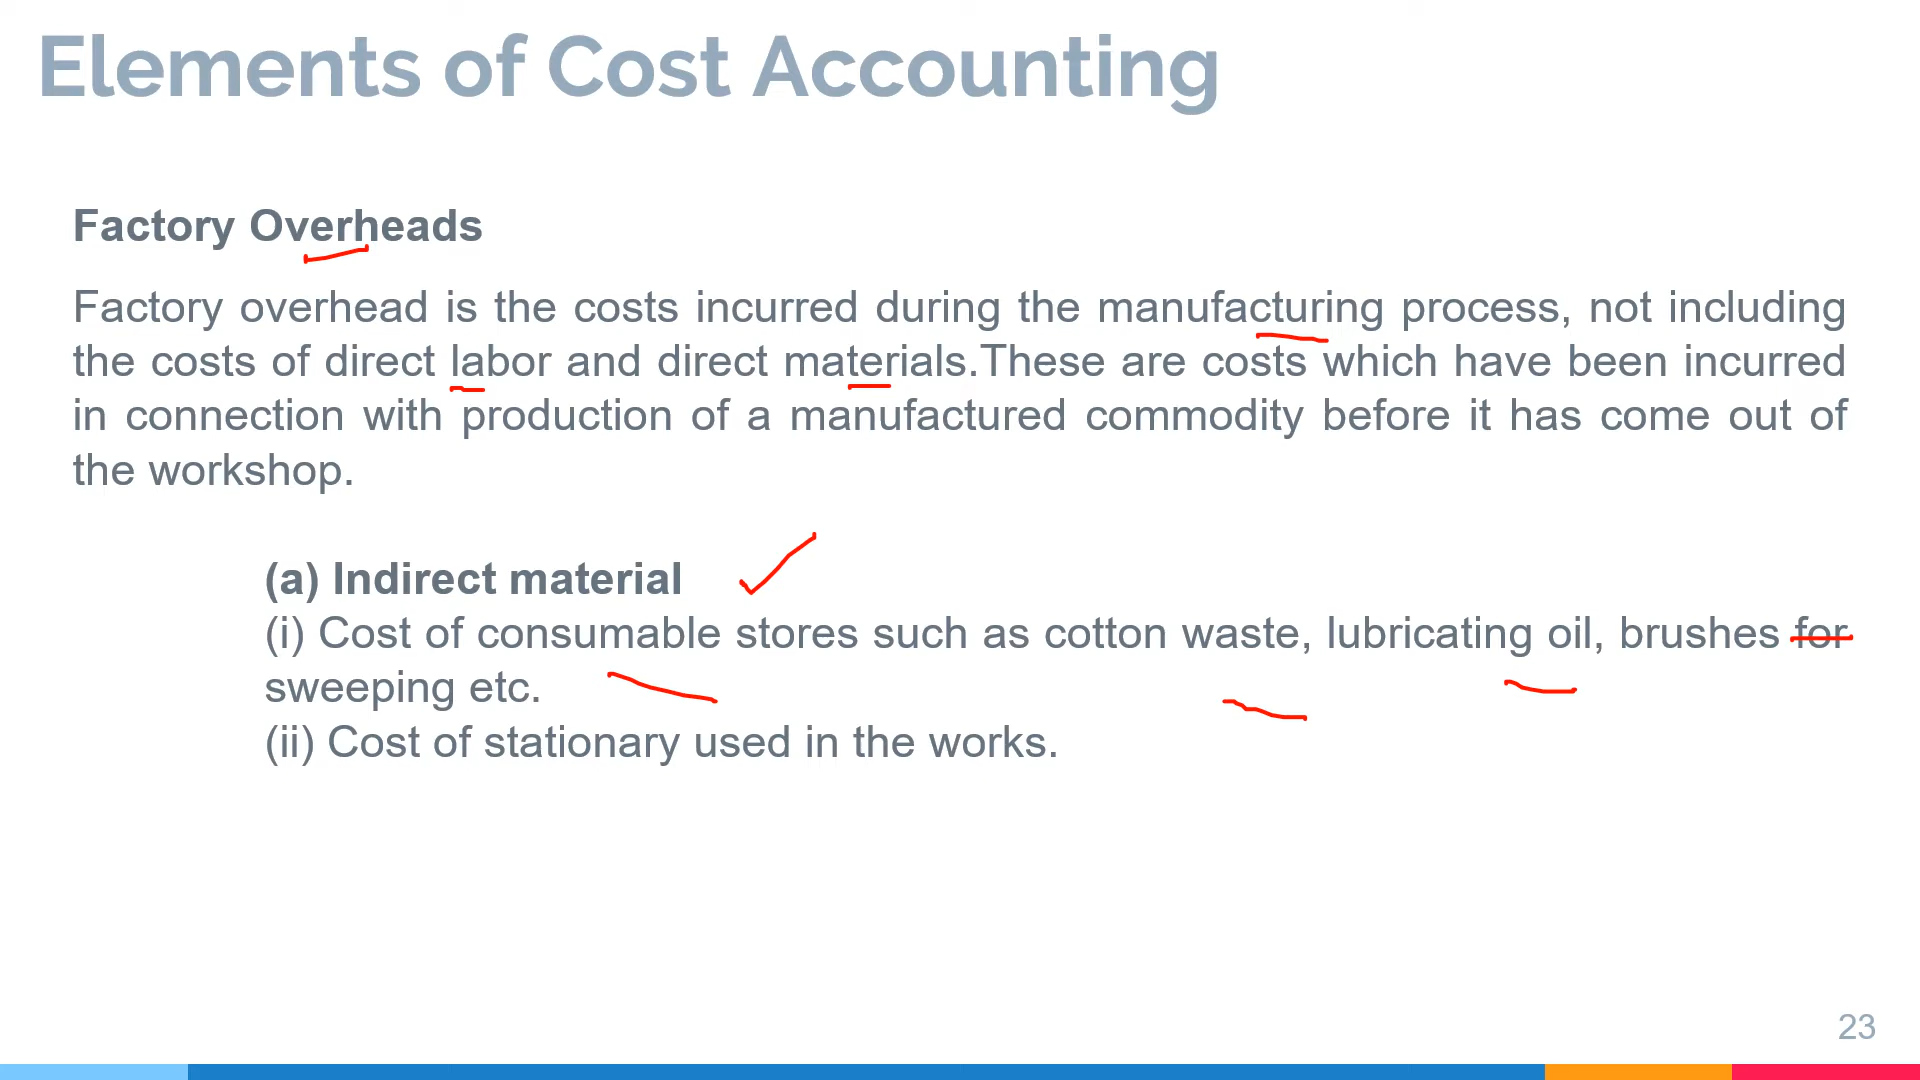 Elements of Cost Accounting
Factory Overheads
Factory overhead is the costs incurred during the manufacturing process, not including
the costs of direct labor and direct materials.These are costs which have been incurred
in connection with production of a manufactured commodity before it has come out of
the workshop.
(a) Indirect material
(i) Cost of consumable stores such as cotton waste, lubricating oil, brushes for
sweeping etc.
(ii) Cost of stationary used in the works.
23